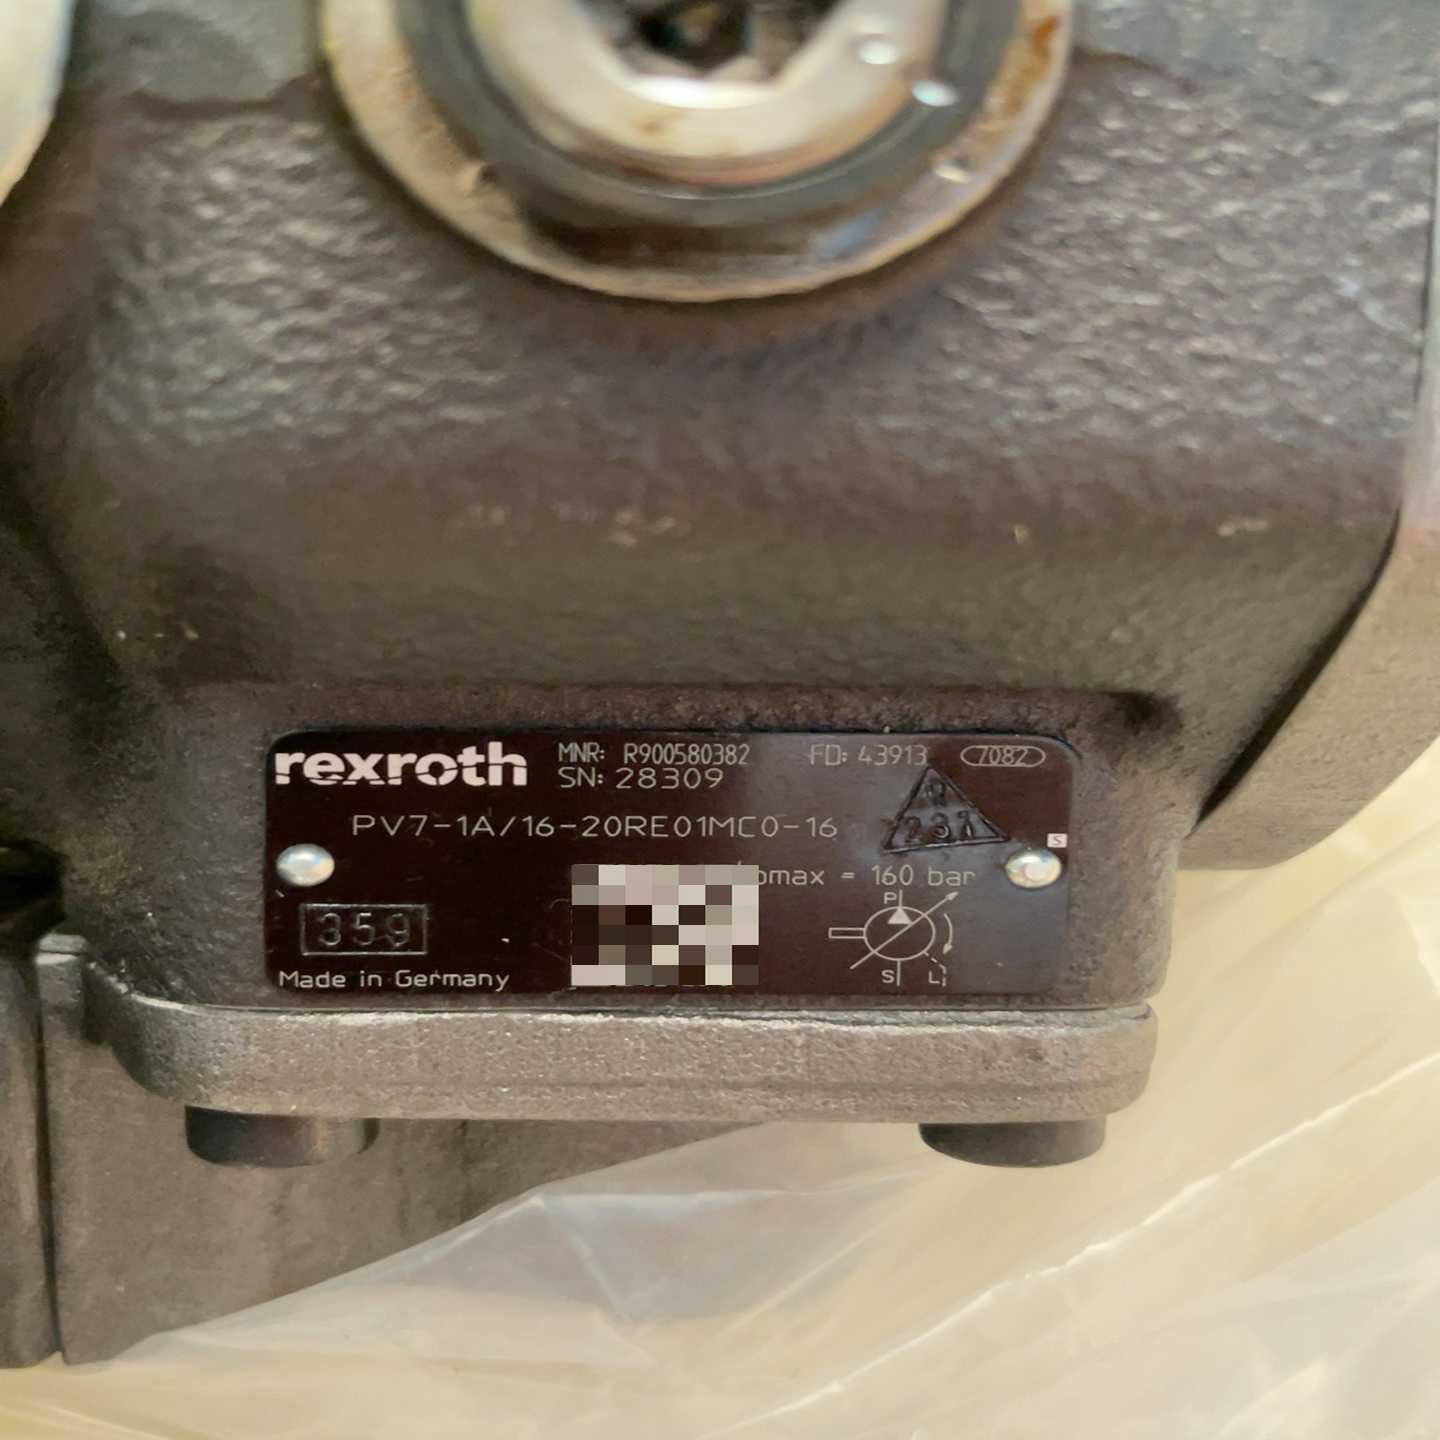 rexroth MNR: R900580382 FD: 43913 7082
SN: 28309
PV7-1A/16-20RE01MC0-16
S
pmax = 160 bar
359
P
S L
Made in Germany